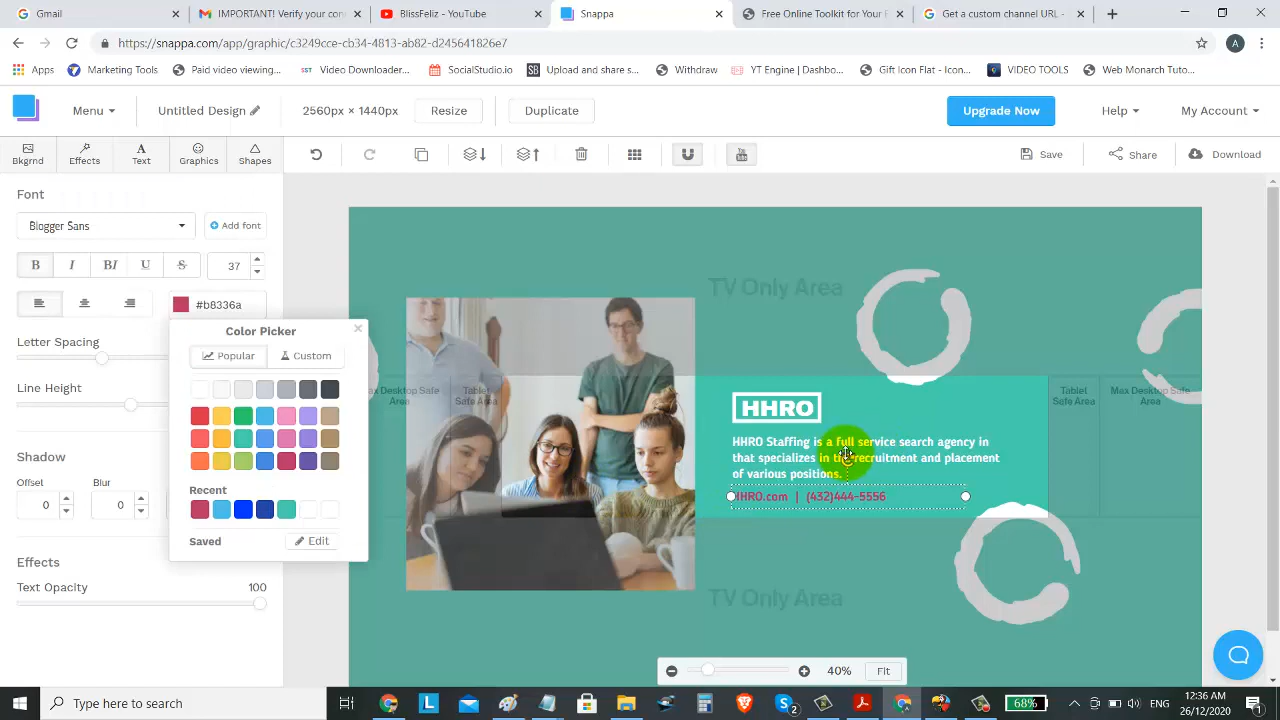 Gmail
IMPORTANT! Verify your con
BlissFeliz - YouTube
Snappa
Free Online Toolkit for Your E
Get a custom channel URL -
https://snappa.com/app/graphic/c3249cce-cb34-4813-ab82-d245641826e7
A
Apps
Marketing Tools
Paid video viewing...
SST
Video Downloader...
SocialStudio.io
SB
Upload and share s...
Withdraw
YT Engine | Dashbo...
Gift Icon Flat - Icon...
VIDEO TOOLS
Web Monarch Tuto...
Menu
Untitled Design
2560px × 1440px
Resize
Duplicate
Upgrade Now
Help
My Account
Bkgrnd
Effects
A
Text
Graphics
Shapes
Save
Share
Download
Font
Blogger Sans
Add font
B
I
BI
U
S
37
#b8336a
Color Picker
Popular
Custom
Letter Spacing
Line Height
Shadow
Offset
Blur
0
0
Recent
Saved
Edit
Effects
Text Opacity
100
TV Only Area
Max Desktop Safe Area
Tablet Safe Area
Tablet Safe Area
Max Desktop Safe Area
HHRO
HHRO Staffing is a full service search agency in
that specializes in the recruitment and placement
of various positions.
HHRO.com | (432)444-5556
TV Only Area
40%
Fit
Type here to search
L
S
2
68%
ENG
12:36 AM
26/12/2020
1